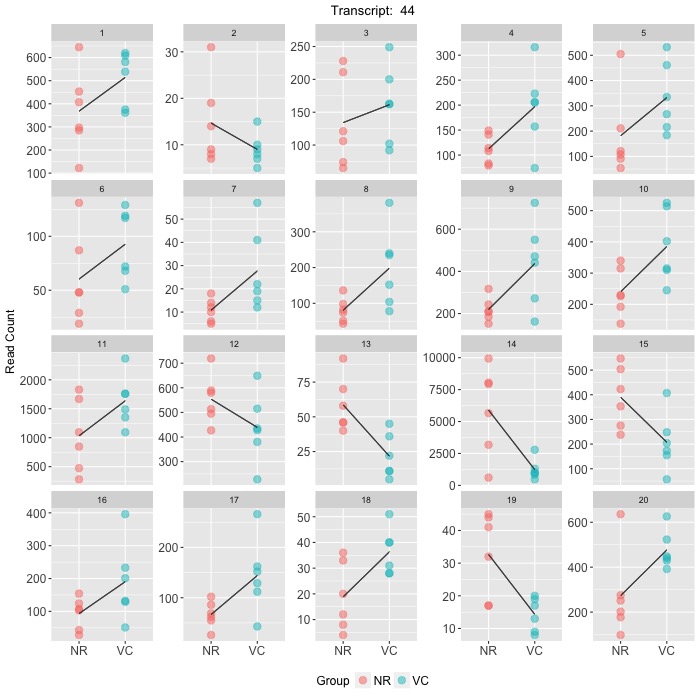 Transcript: 44
1 2 3 4 5
600 500 400 300 200 100
30 20 10
250 200 150 100
300 250 200 150 100
500 400 300 200 100
6 7 8 9 10
100 50
50 40 30 20 10
300 200 100
600 400 200
500 400 300 200
Read Count
11 12 13 14 15
2000 1500 1000 500
700 600 500 400 300
75 50 25
10000 7500 5000 2500 0
500 400 300 200 100
16 17 18 19 20
400 300 200 100
200 100
50 40 30 20 10
40 30 20 10
600 400 200
NR VC NR VC NR VC NR VC NR VC
Group NR VC